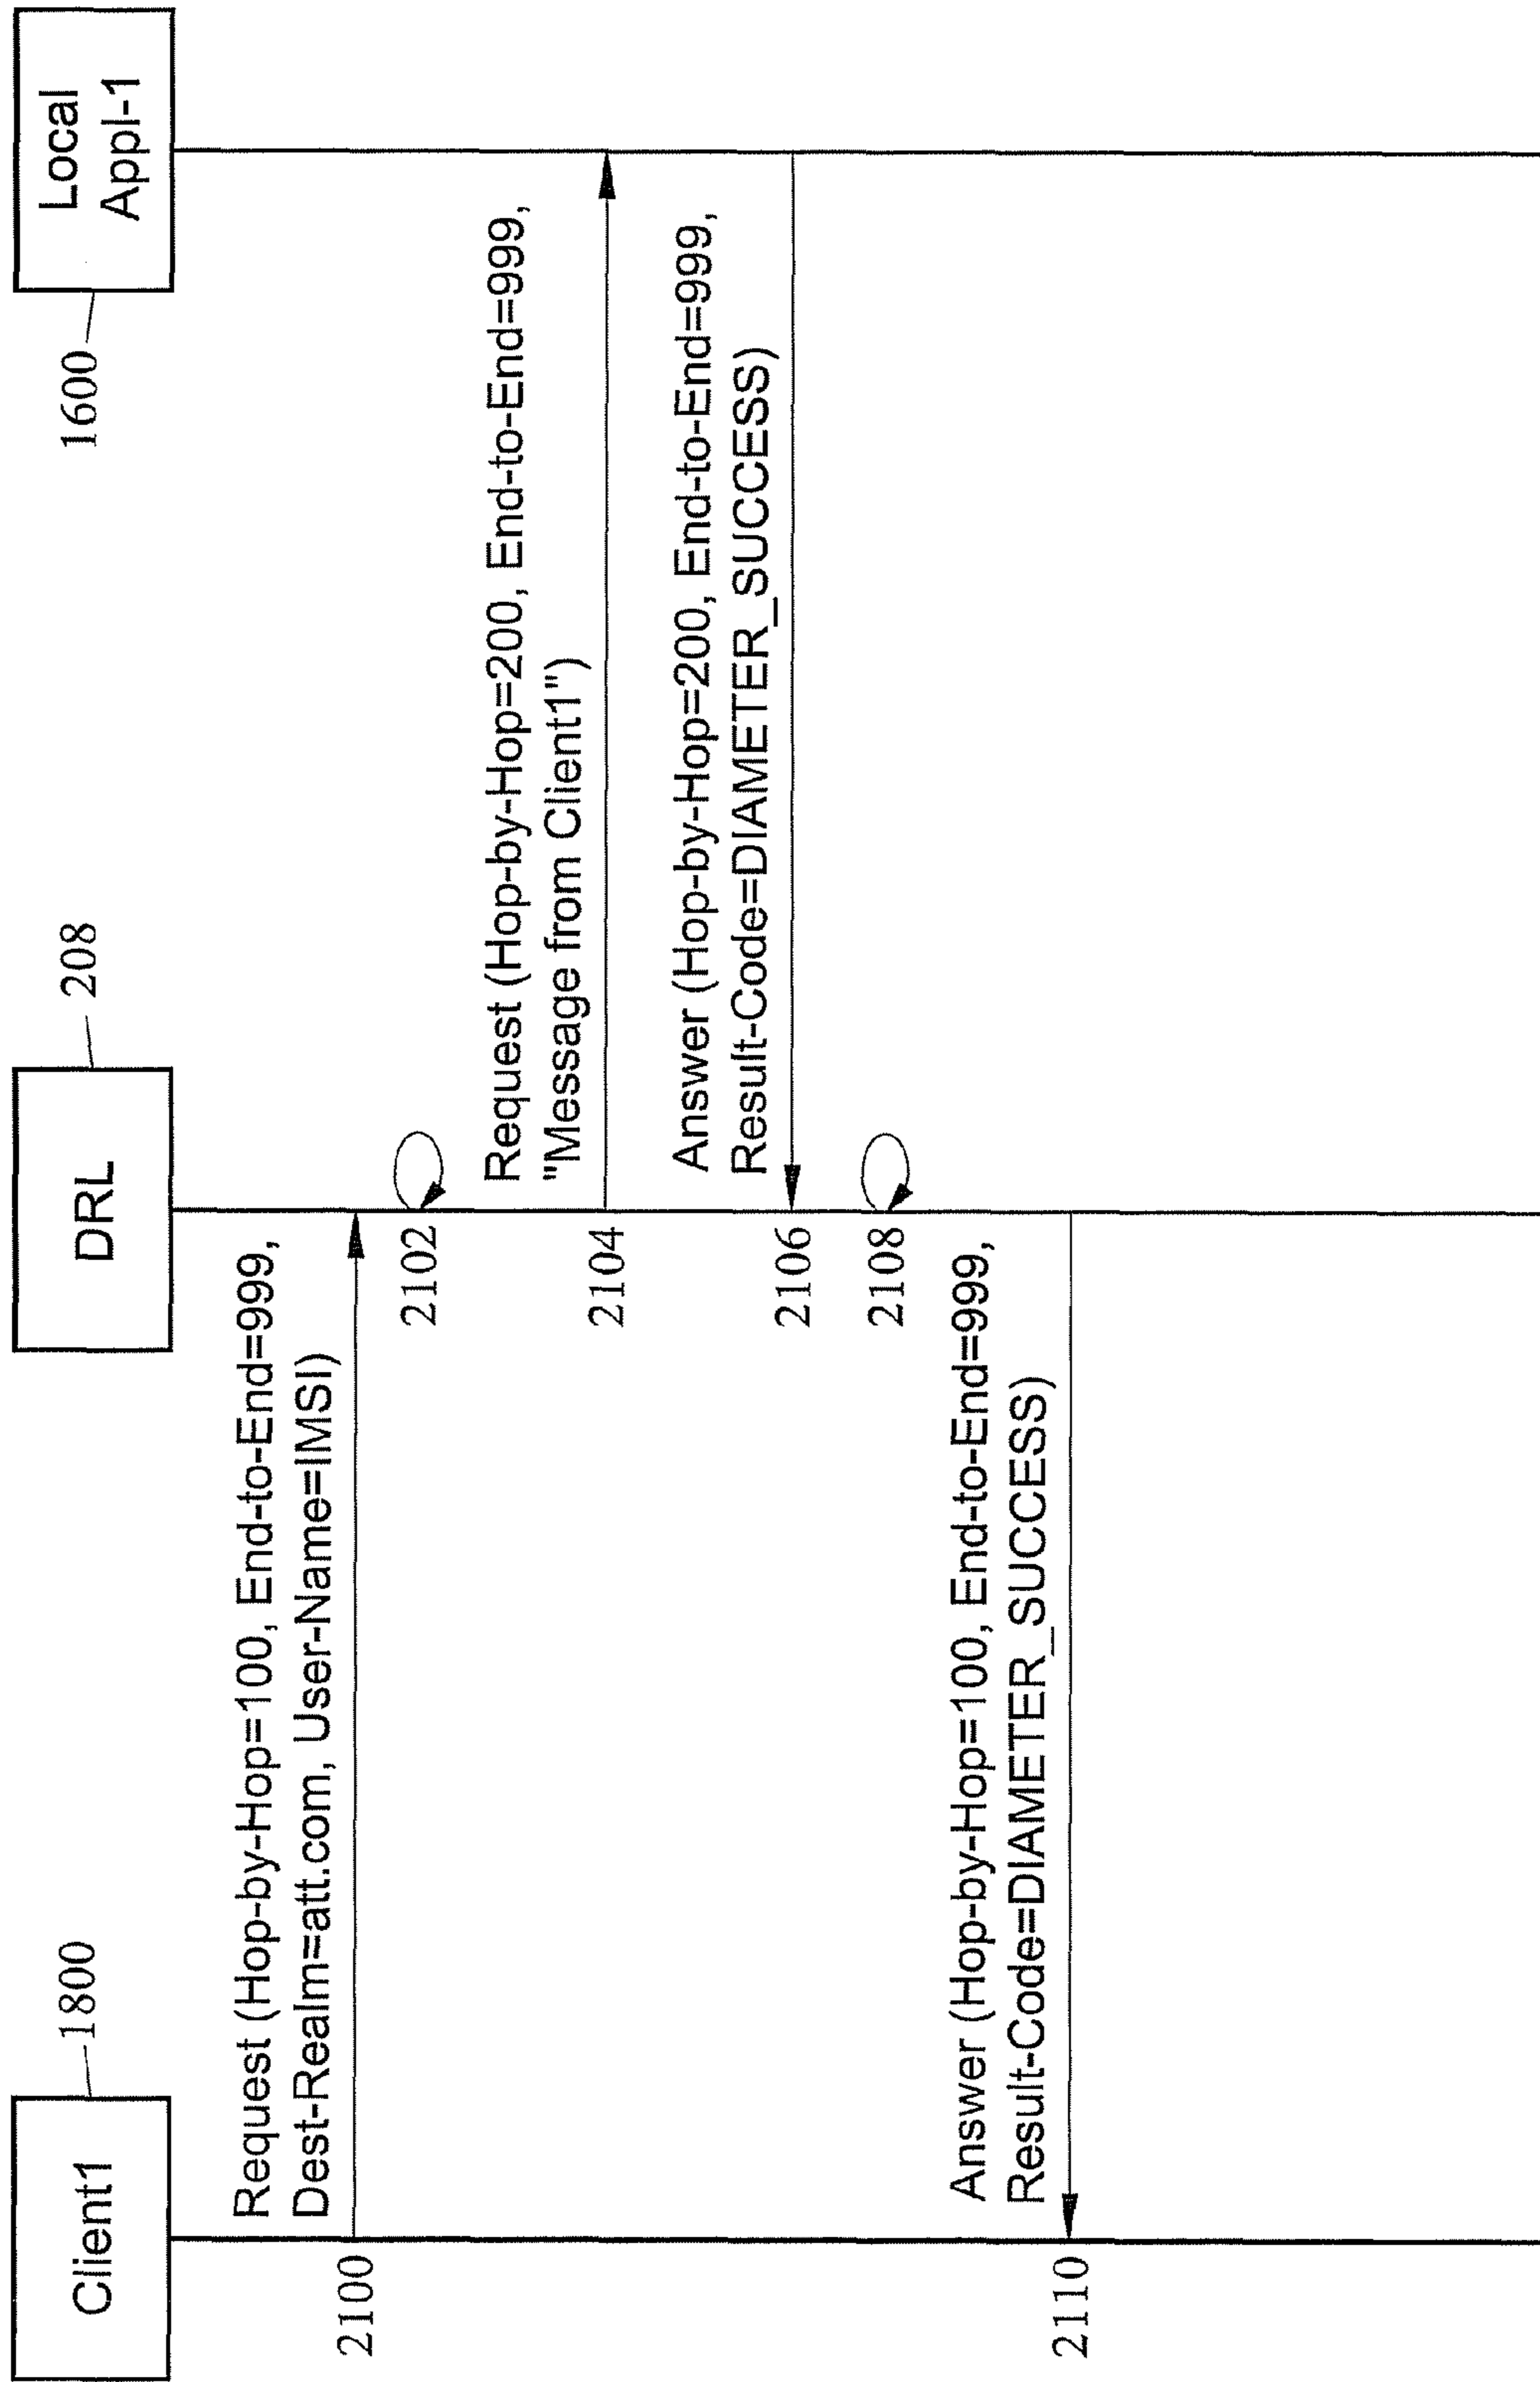 Client1
1800
DRL
208
Local
Appl-1
1600
Request (Hop-by-Hop=100, End-to-End=999,
Dest-Realm=att.com, User-Name=IMSI)
2100
2102
Request (Hop-by-Hop=200, End-to-End=999,
"Message from Client1")
2104
Answer (Hop-by-Hop=200, End-to-End=999,
Result-Code=DIAMETER_SUCCESS)
2106
2108
Answer (Hop-by-Hop=100, End-to-End=999,
Result-Code=DIAMETER_SUCCESS)
2110